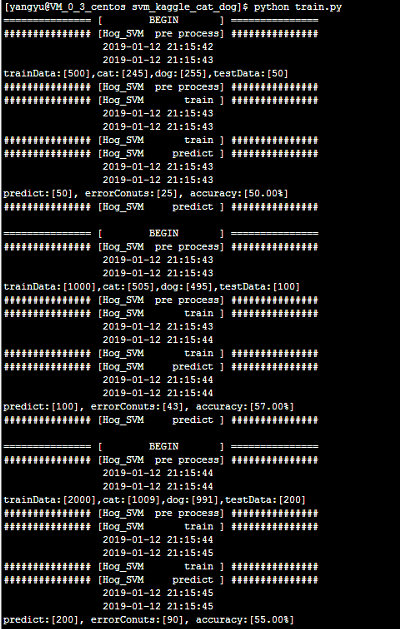 [yangyu@VM_0_3_centos svm_kaggle_cat_dog]$ python train.py
=============== [        BEGIN       ] ===============
############### [Hog_SVM  pre process] ###############
2019-01-12 21:15:42
2019-01-12 21:15:43
trainData:[500],cat:[245],dog:[255],testData:[50]
############### [Hog_SVM  pre process] ###############
############### [Hog_SVM        train ] ###############
2019-01-12 21:15:43
2019-01-12 21:15:43
############### [Hog_SVM        train ] ###############
############### [Hog_SVM      predict ] ###############
2019-01-12 21:15:43
2019-01-12 21:15:43
predict:[50], errorConuts:[25], accuracy:[50.00%]
############### [Hog_SVM      predict ] ###############
=============== [        BEGIN       ] ===============
############### [Hog_SVM  pre process] ###############
2019-01-12 21:15:43
2019-01-12 21:15:43
trainData:[1000],cat:[505],dog:[495],testData:[100]
############### [Hog_SVM  pre process] ###############
############### [Hog_SVM        train ] ###############
2019-01-12 21:15:43
2019-01-12 21:15:44
############### [Hog_SVM        train ] ###############
############### [Hog_SVM      predict ] ###############
2019-01-12 21:15:44
2019-01-12 21:15:44
predict:[100], errorConuts:[43], accuracy:[57.00%]
############### [Hog_SVM      predict ] ###############
=============== [        BEGIN       ] ===============
############### [Hog_SVM  pre process] ###############
2019-01-12 21:15:44
2019-01-12 21:15:44
trainData:[2000],cat:[1009],dog:[991],testData:[200]
############### [Hog_SVM  pre process] ###############
############### [Hog_SVM        train ] ###############
2019-01-12 21:15:44
2019-01-12 21:15:45
############### [Hog_SVM        train ] ###############
############### [Hog_SVM      predict ] ###############
2019-01-12 21:15:45
2019-01-12 21:15:45
predict:[200], errorConuts:[90], accuracy:[55.00%]